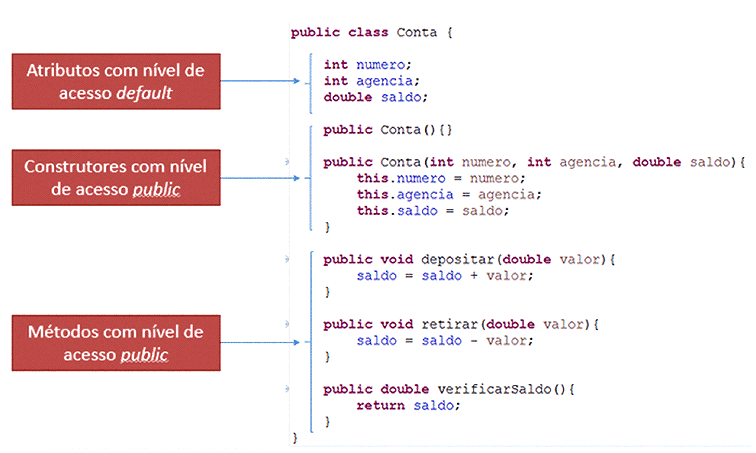 public class Conta {
Atributos com nível de
acesso default
int numero;
int agencia;
double saldo;
public Conta(){}
Construtores com nível
de acesso public
public Conta(int numero, int agencia, double saldo){
this.numero = numero;
this.agencia = agencia;
this.saldo = saldo;
}
Métodos com nível de
acesso public
public void depositar(double valor){
saldo = saldo + valor;
}
public void retirar(double valor){
saldo = saldo - valor;
}
public double verificarSaldo(){
return saldo;
}
}